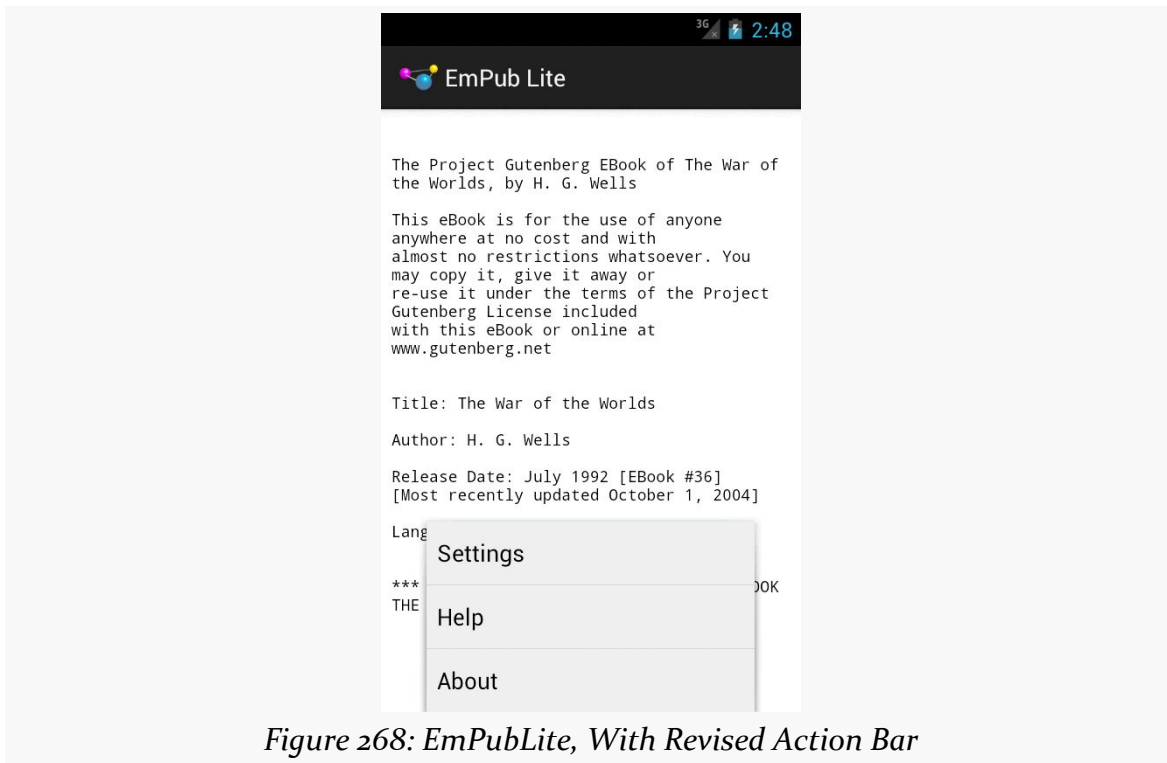 3G 2:48
EmPub Lite
The Project Gutenberg EBook of The War of
the Worlds, by H. G. Wells
This eBook is for the use of anyone
anywhere at no cost and with
almost no restrictions whatsoever. You
may copy it, give it away or
re-use it under the terms of the Project
Gutenberg License included
with this eBook or online at
www.gutenberg.net
Title: The War of the Worlds
Author: H. G. Wells
Release Date: July 1992 [EBook #36]
[Most recently updated October 1, 2004]
Lang
Settings
*** OOK
THE
Help
About
Figure 268: EmPubLite, With Revised Action Bar